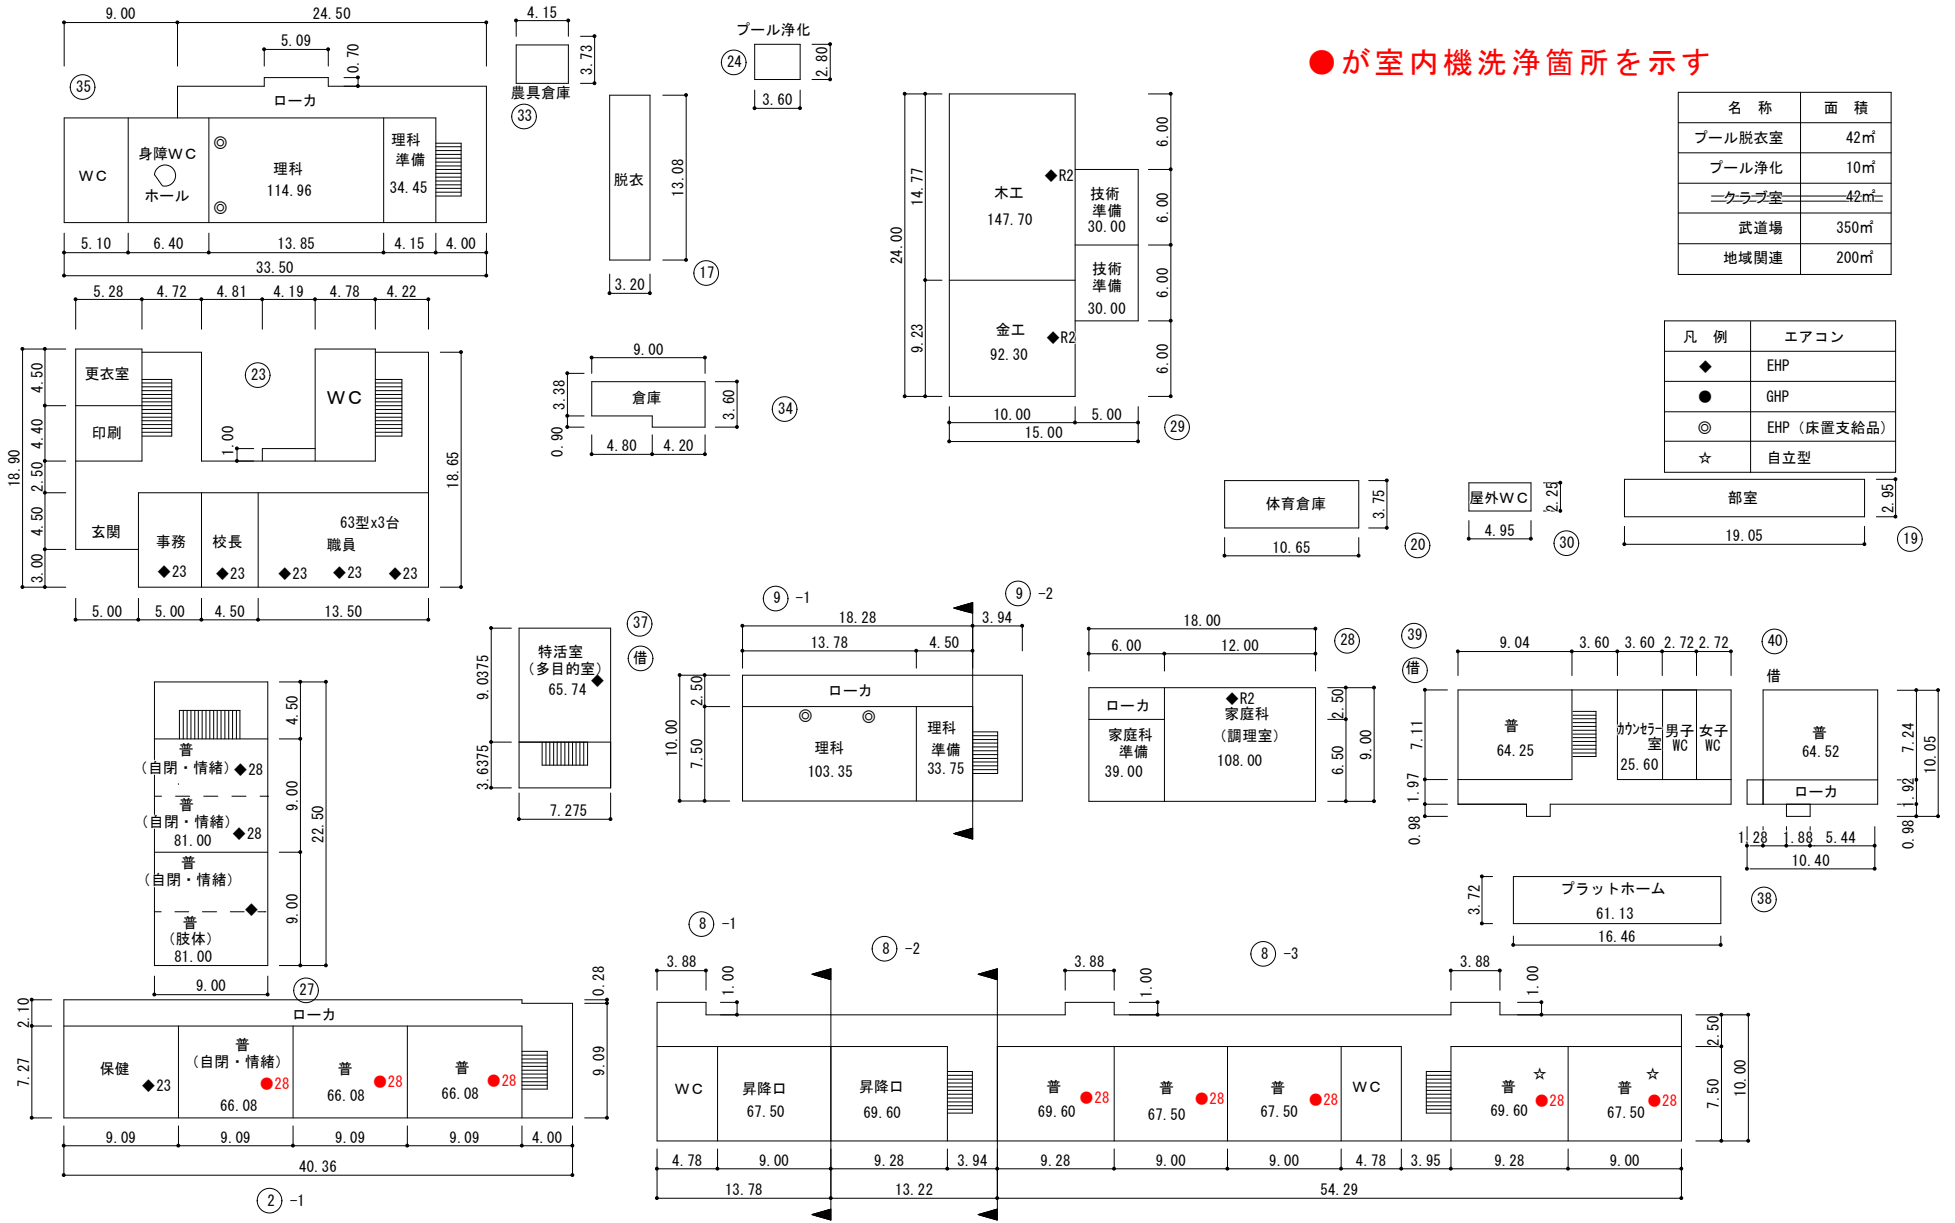 ●が室内機洗浄箇所を示す
9.00
24.50
5.09
0.70
35
ローカ
WC
身障WC
ホール
理科
114.96
理科
準備
34.45
5.10
6.40
13.85
4.15
4.00
33.50
4.15
3.73
農具倉庫
33
プール浄化
24
2.80
3.60
脱衣
13.08
3.20
17
木工
147.70
◆R2
技術
準備
30.00
技術
準備
30.00
金工
92.30
◆R2
14.77
24.00
9.23
6.00
6.00
6.00
6.00
10.00
5.00
15.00
29
名 称 面 積
プール脱衣室 42㎡
プール浄化 10㎡
クラブ室 42㎡
武道場 350㎡
地域関連 200㎡
凡 例 エアコン
◆ EHP
● GHP
◎ EHP（床置支給品）
☆ 自立型
5.28
4.72
4.81
4.19
4.78
4.22
23
更衣室
印刷
WC
1.00
4.50
4.40
2.50
4.50
3.00
18.90
18.65
玄関
事務
◆23
校長
◆23
63型x3台
職員
◆23
◆23
◆23
5.00
5.00
4.50
13.50
9.00
3.38
倉庫
3.60
0.90
4.80
4.20
34
体育倉庫
3.75
10.65
20
屋外WC
2.25
4.95
30
部室
2.95
19.05
19
普
（自閉・情緒）
◆28
普
（自閉・情緒）
81.00
◆28
普
（自閉・情緒）
普
（肢体）
81.00
4.50
9.00
9.00
22.50
9.00
27
37
借
特活室
（多目的室）
65.74
9.0375
3.6375
7.275
9 -1
9 -2
18.28
3.94
13.78
4.50
ローカ
理科
103.35
理科
準備
33.75
2.50
7.50
10.00
28
18.00
6.00
12.00
ローカ
家庭科
準備
39.00
◆R2
家庭科
（調理室）
108.00
2.50
6.50
9.00
39
借
9.04
3.60
3.60
2.72
2.72
普
64.25
カウンセラー
室
25.60
男子
WC
女子
WC
7.11
1.97
0.98
40
借
普
64.52
ローカ
7.24
1.92
10.05
0.98
1.28
1.88
5.44
10.40
プラットホーム
61.13
3.72
16.46
38
2.10
7.27
ローカ
0.28
9.09
保健
◆23
普
（自閉・情緒）
●28
66.08
普
●28
66.08
普
●28
66.08
9.09
9.09
9.09
9.09
4.00
40.36
2 -1
8 -1
8 -2
8 -3
3.88
1.00
3.88
1.00
3.88
1.00
WC
昇降口
67.50
昇降口
69.60
普
69.60
●28
普
67.50
●28
普
67.50
●28
WC
普
☆
69.60
●28
普
☆
67.50
●28
2.50
7.50
10.00
4.78
9.00
9.28
3.94
9.28
9.00
9.00
4.78
3.95
9.28
9.00
13.78
13.22
54.29